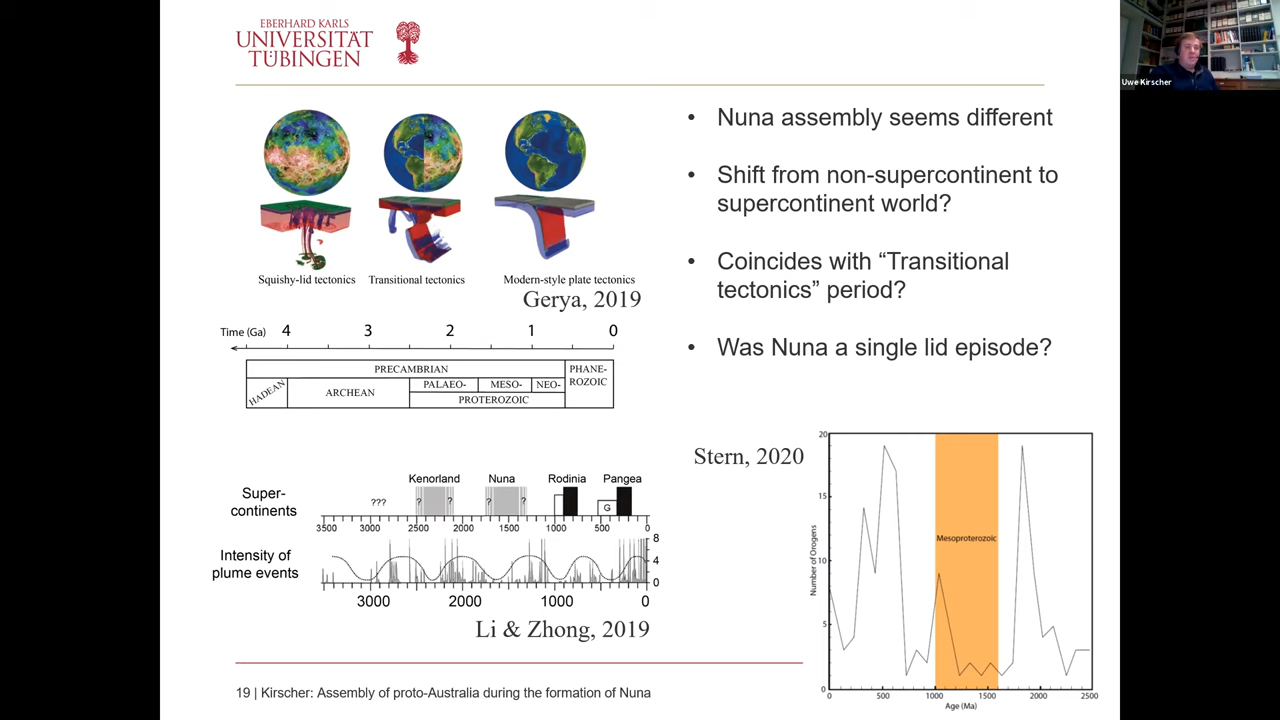 EBERHARD KARLS
UNIVERSITÄT
TÜBINGEN
Uwe Kirscher
Squishy-lid tectonics
Transitional tectonics
Modern-style plate tectonics
Gerya, 2019
Time (Ga) 4 3 2 1 0
PRECAMBRIAN
PHANE-
ROZOIC
HADEAN
ARCHEAN
PALAEO-
MESO-
NEO-
PROTEROZOIC
Kenorland Nuna Rodinia Pangea
Super-
continents
??? ? ? ? ? G
3500 3000 2500 2000 1500 1000 500 0
Intensity of
plume events
8
4
0
3000 2000 1000 0
Li & Zhong, 2019
• Nuna assembly seems different
• Shift from non-supercontinent to
supercontinent world?
• Coincides with “Transitional
tectonics” period?
• Was Nuna a single lid episode?
Stern, 2020
Number of Orogens
20
15
10
5
0
Mesoproterozoic
0 500 1000 1500 2000 2500
Age (Ma)
19 | Kirscher: Assembly of proto-Australia during the formation of Nuna